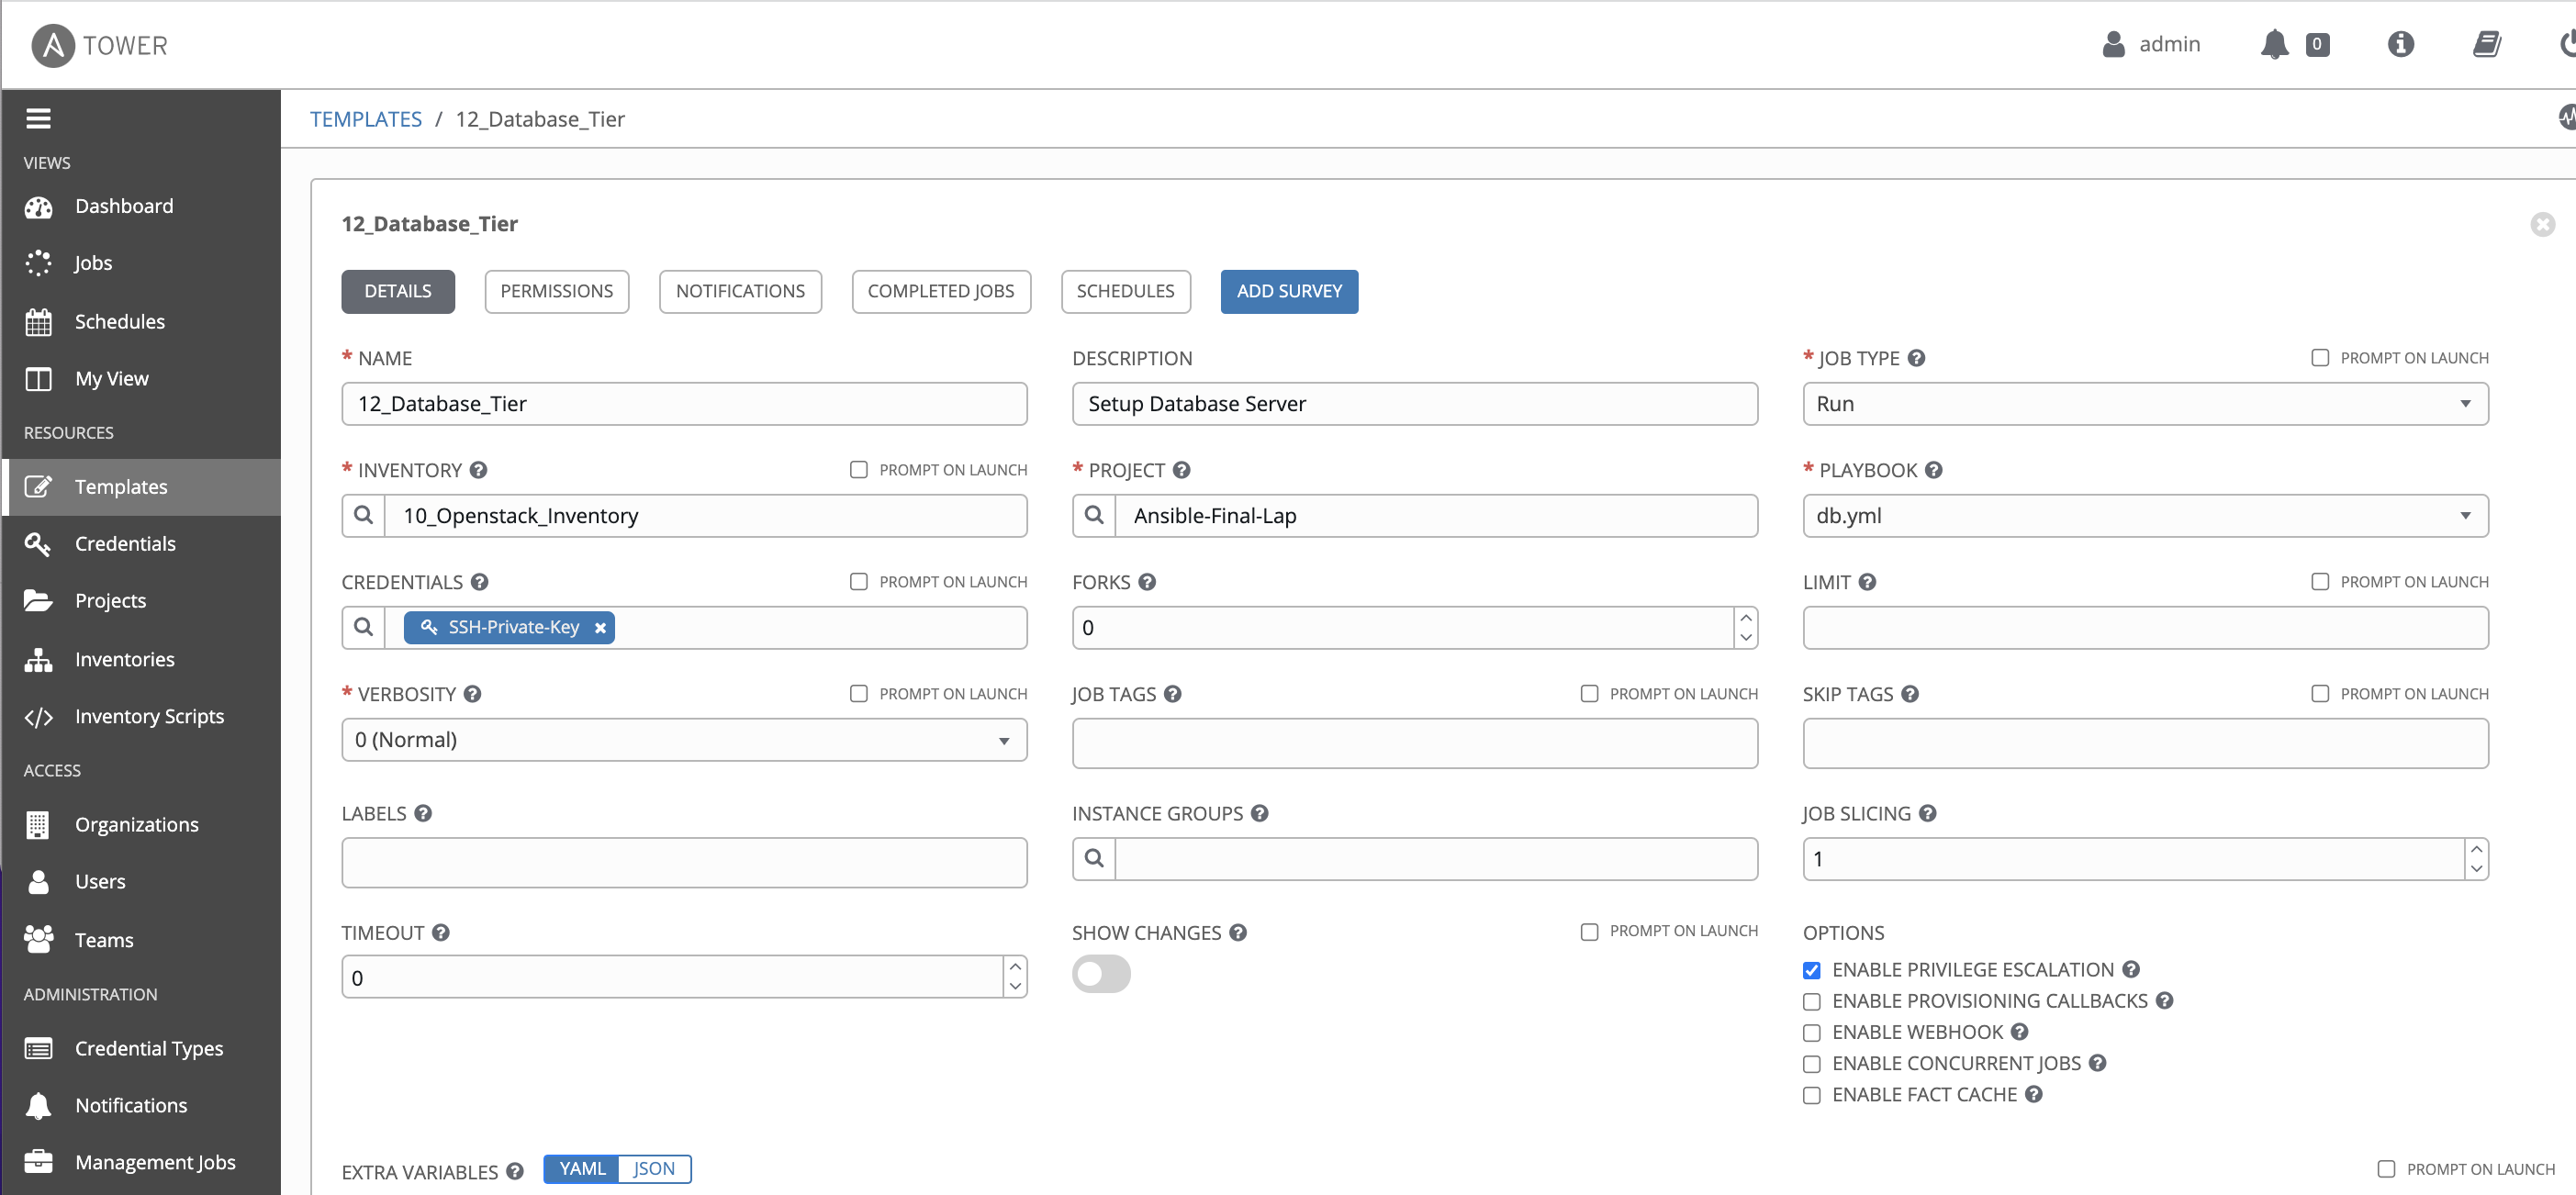 TOWER
admin
0
TEMPLATES / 12_Database_Tier
VIEWS
Dashboard
Jobs
Schedules
My View
RESOURCES
Templates
Credentials
Projects
Inventories
Inventory Scripts
ACCESS
Organizations
Users
Teams
ADMINISTRATION
Credential Types
Notifications
Management Jobs
12_Database_Tier
DETAILS PERMISSIONS NOTIFICATIONS COMPLETED JOBS SCHEDULES ADD SURVEY
* NAME
12_Database_Tier
DESCRIPTION
Setup Database Server
* JOB TYPE PROMPT ON LAUNCH
Run
* INVENTORY PROMPT ON LAUNCH
10_Openstack_Inventory
* PROJECT
Ansible-Final-Lap
* PLAYBOOK
db.yml
CREDENTIALS PROMPT ON LAUNCH
SSH-Private-Key
FORKS
0
LIMIT PROMPT ON LAUNCH
* VERBOSITY PROMPT ON LAUNCH
0 (Normal)
JOB TAGS PROMPT ON LAUNCH
SKIP TAGS PROMPT ON LAUNCH
LABELS
INSTANCE GROUPS
JOB SLICING
1
TIMEOUT
0
SHOW CHANGES PROMPT ON LAUNCH
OPTIONS
ENABLE PRIVILEGE ESCALATION
ENABLE PROVISIONING CALLBACKS
ENABLE WEBHOOK
ENABLE CONCURRENT JOBS
ENABLE FACT CACHE
EXTRA VARIABLES YAML JSON PROMPT ON LAUNCH